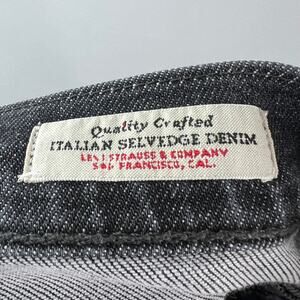 Quality Crafted
ITALIAN SELVEDGE DENIM
LEVI STRAUSS & COMPANY
SAN FRANCISCO, CAL.